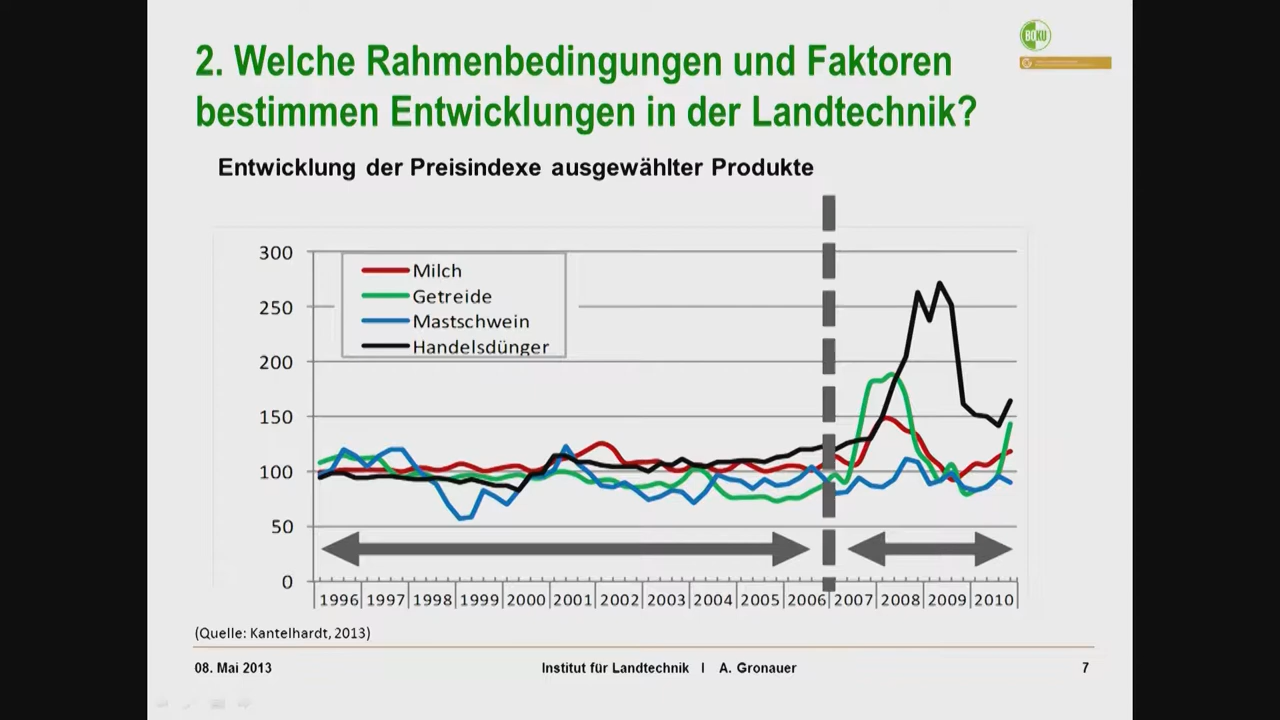 BOKU
2. Welche Rahmenbedingungen und Faktoren
bestimmen Entwicklungen in der Landtechnik?
Entwicklung der Preisindexe ausgewählter Produkte
300
250
200
150
100
50
0
Milch
Getreide
Mastschwein
Handelsdünger
1996 1997 1998 1999 2000 2001 2002 2003 2004 2005 2006 2007 2008 2009 2010
(Quelle: Kantelhardt, 2013)
08. Mai 2013 Institut für Landtechnik I A. Gronauer 7